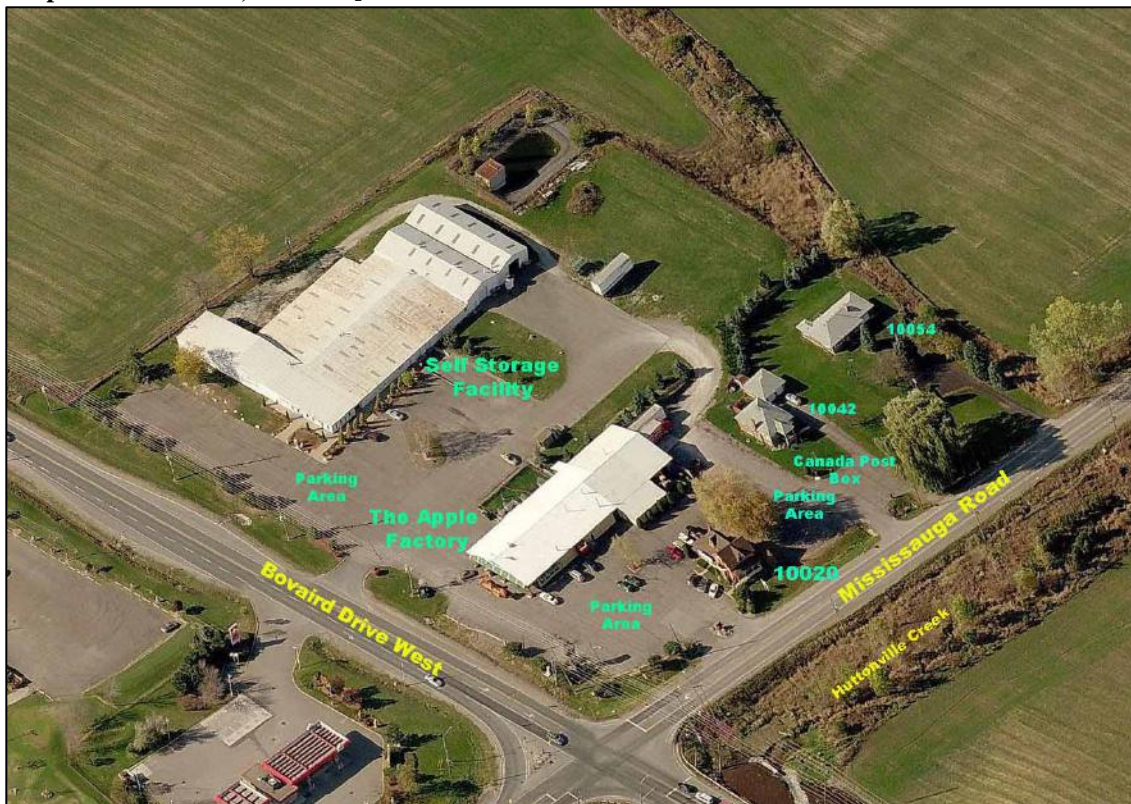 10054
Self Storage
Facility
10042
Canada Post
Box
Parking
Area
Parking
Area
The Apple
Factory
Mississauga Road
10020
Bovaird Drive West
Parking
Area
Huttonville Creek